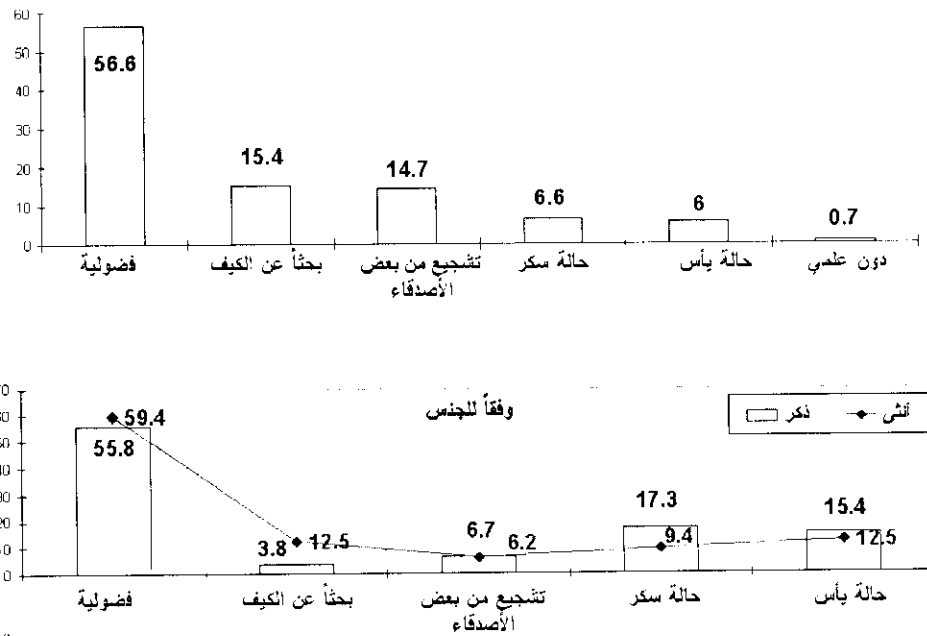 60
50
40
30
20
10
0
56.6
15.4
14.7
6.6
6
0.7
فضولية
بحثاً عن الكيف
تشجيع من بعض
الأصدقاء
حالة سكر
حالة يأس
دون علمي
وفقاً للجنس
ذكر
أنثى
59.4
55.8
3.8
12.5
6.7
6.2
17.3
9.4
15.4
12.5
0
فضولية
بحثاً عن الكيف
تشجيع من بعض
الأصدقاء
حالة سكر
حالة يأس